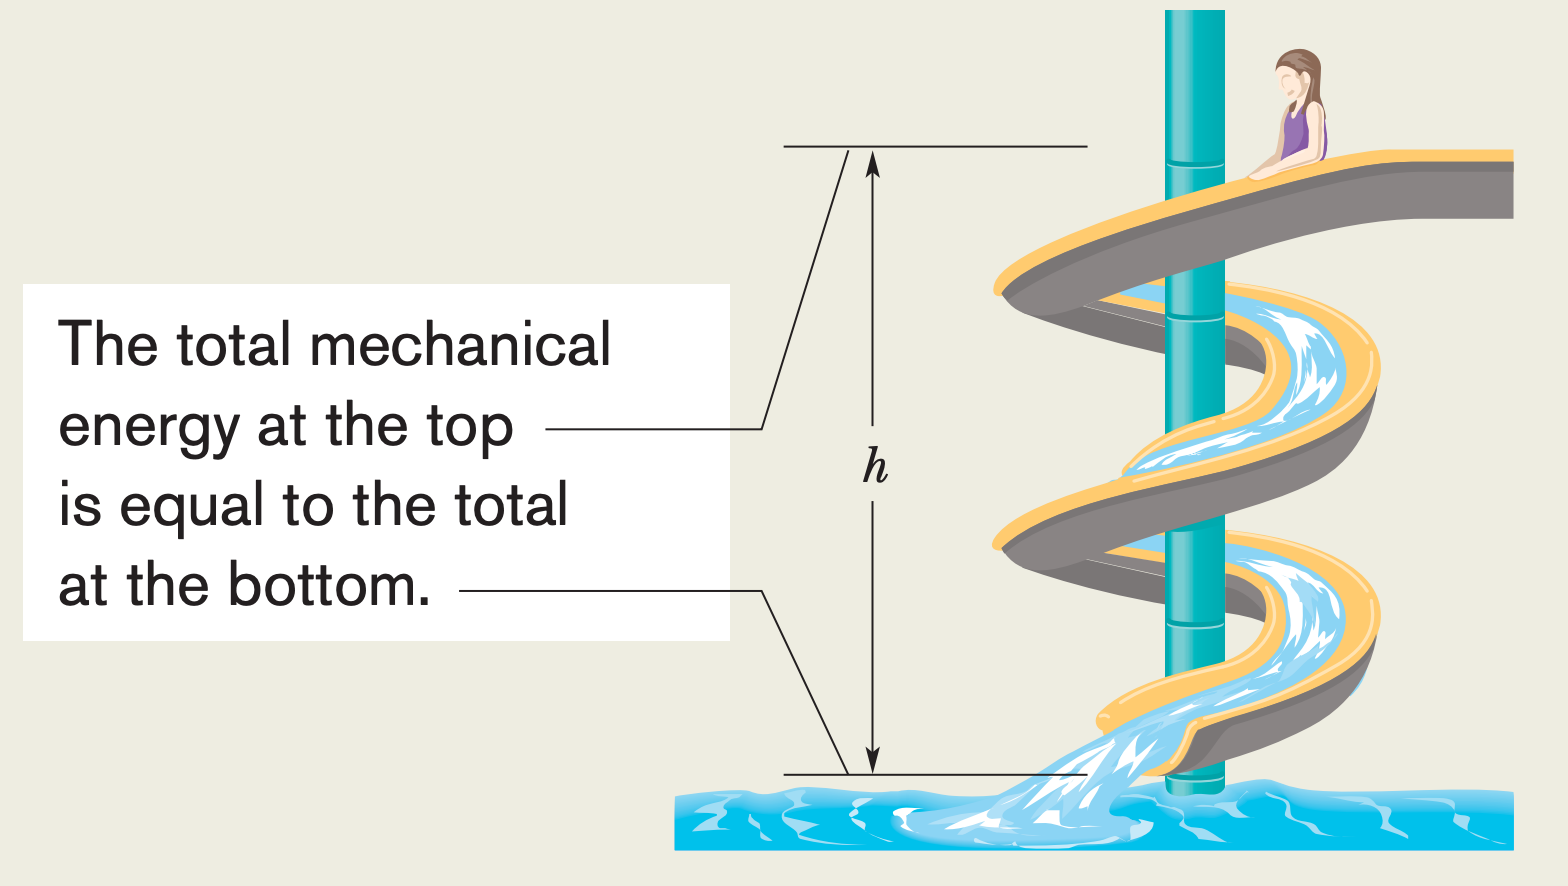 The total mechanical
energy at the top
is equal to the total
at the bottom.
h